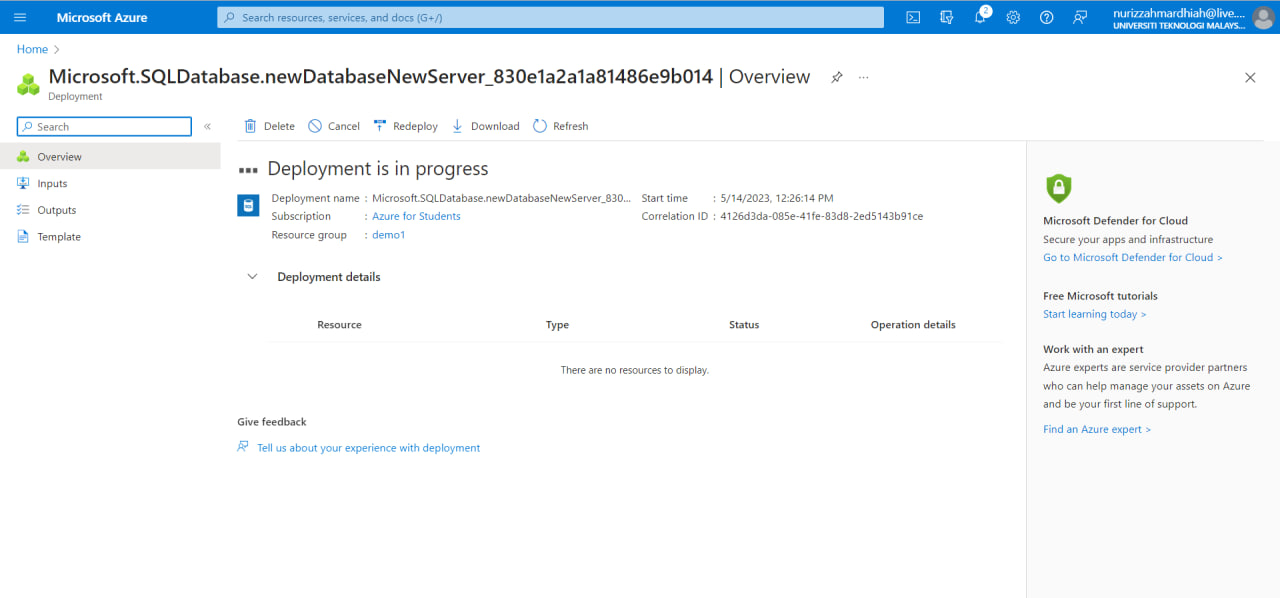 Microsoft Azure
Search resources, services, and docs (G+/)
2
nurizzahmardhiah@live....
UNIVERSITI TEKNOLOGI MALAYS...
Home >
Microsoft.SQLDatabase.newDatabaseNewServer_830e1a2a1a81486e9b014 | Overview
...
Deployment
Search
«
Delete
Cancel
Redeploy
Download
Refresh
Overview
Inputs
Outputs
Template
Deployment is in progress
Deployment name : Microsoft.SQLDatabase.newDatabaseNewServer_830...
Subscription : Azure for Students
Resource group : demo1
Start time : 5/14/2023, 12:26:14 PM
Correlation ID : 4126d3da-085e-41fe-83d8-2ed5143b91ce
Deployment details
Resource Type Status Operation details
There are no resources to display.
Give feedback
Tell us about your experience with deployment
Microsoft Defender for Cloud
Secure your apps and infrastructure
Go to Microsoft Defender for Cloud >
Free Microsoft tutorials
Start learning today >
Work with an expert
Azure experts are service provider partners
who can help manage your assets on Azure
and be your first line of support.
Find an Azure expert >